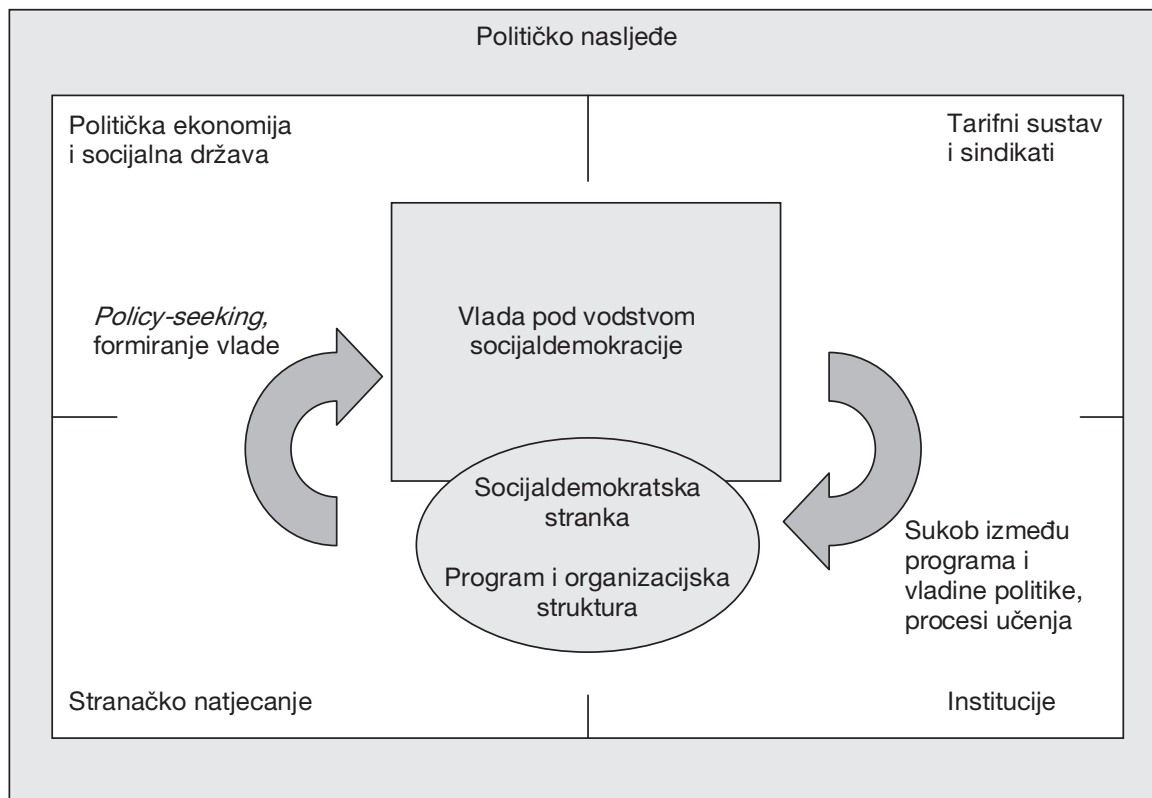 Političko nasljeđe
Politička ekonomija
i socijalna država
Tarifni sustav
i sindikati
Policy-seeking,
formiranje vlade
Vlada pod vodstvom
socijaldemokracije
Socijaldemokratska
stranka
Program i organizacijska
struktura
Sukob između
programa i
vladine politike,
procesi učenja
Stranačko natjecanje
Institucije